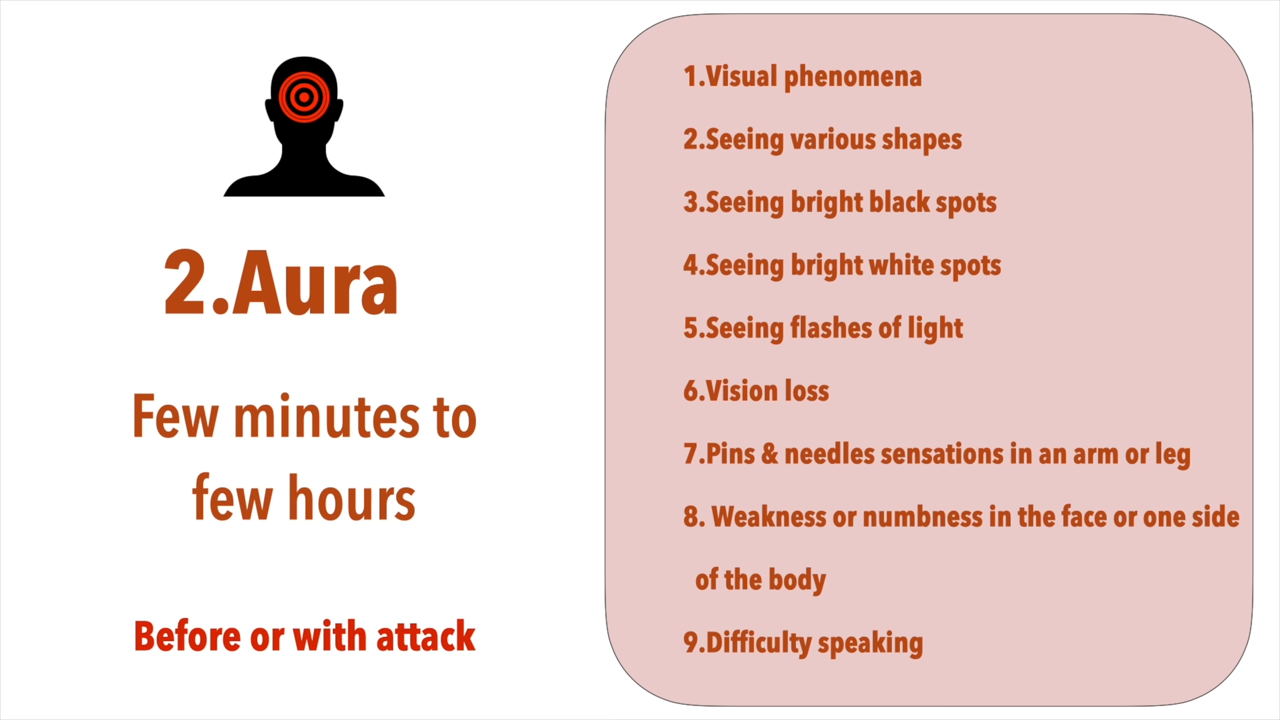 2.Aura
Few minutes to
few hours
Before or with attack
1.Visual phenomena
2.Seeing various shapes
3.Seeing bright black spots
4.Seeing bright white spots
5.Seeing flashes of light
6.Vision loss
7.Pins & needles sensations in an arm or leg
8. Weakness or numbness in the face or one side
of the body
9.Difficulty speaking